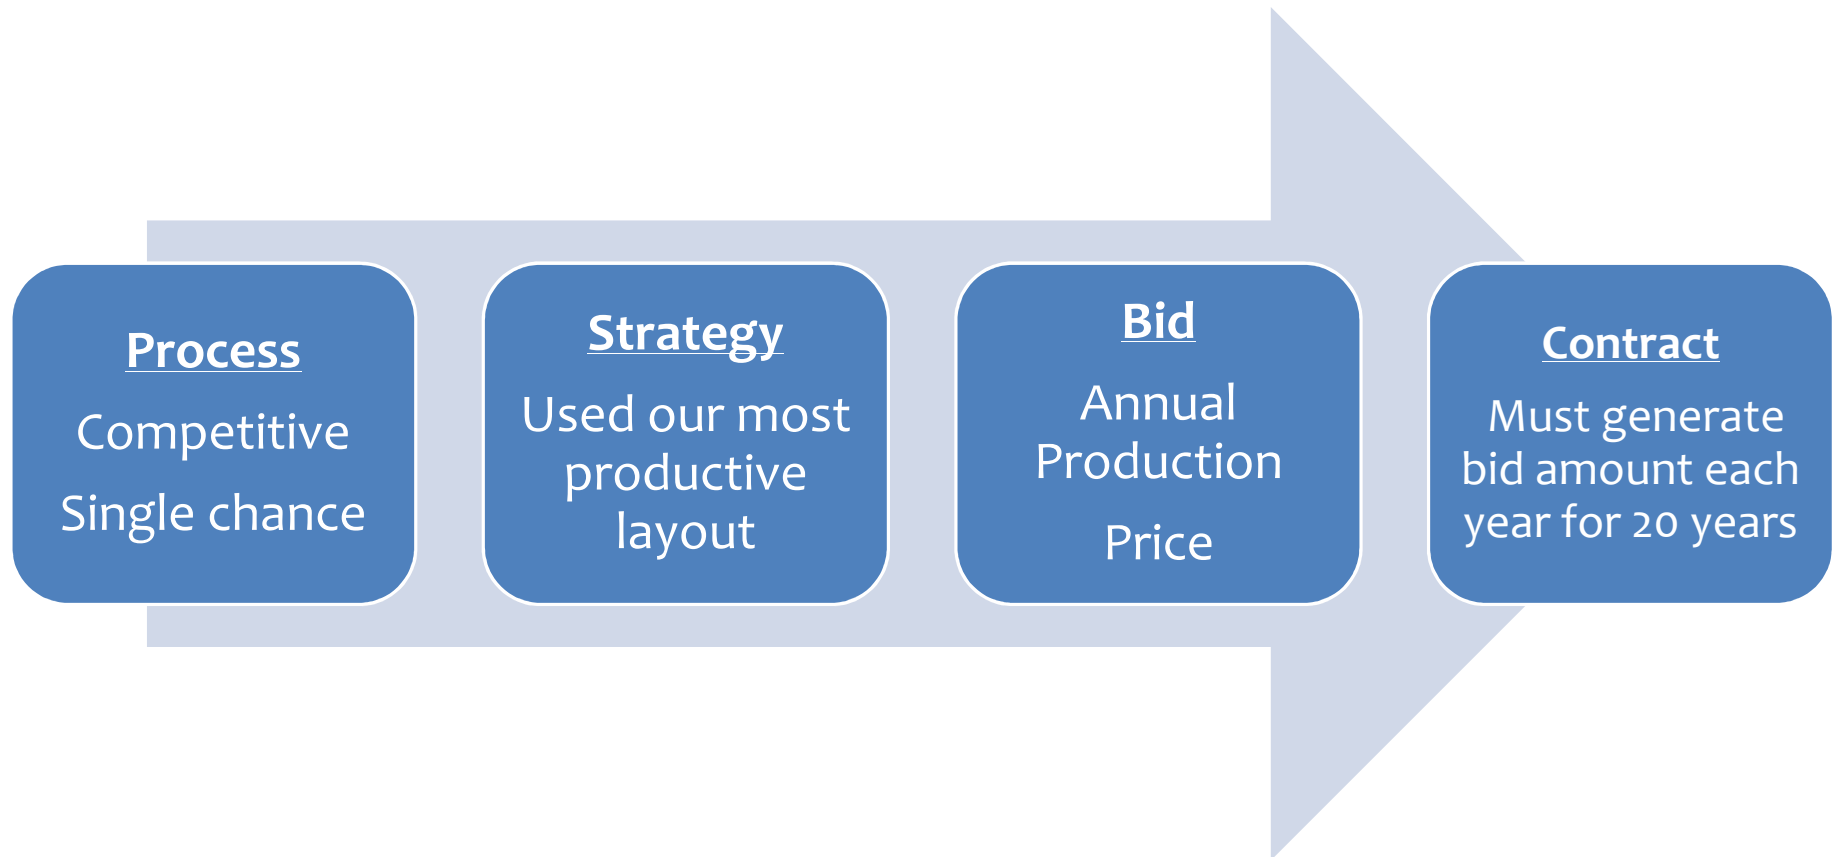 Process
Competitive
Single chance
Strategy
Used our most
productive
layout
Bid
Annual
Production
Price
Contract
Must generate
bid amount each
year for 20 years